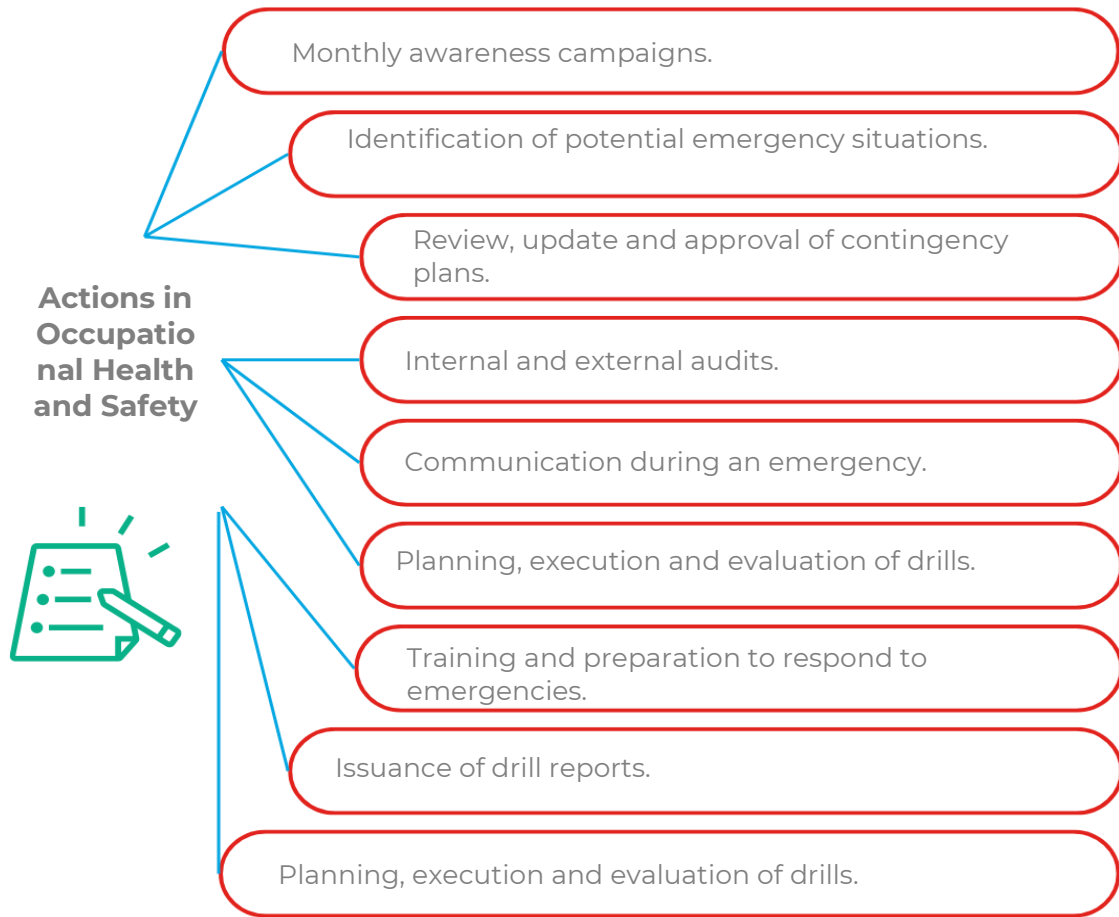 Monthly awareness campaigns.
Identification of potential emergency situations.
Review, update and approval of contingency
plans.
Actions in
Occupatio
nal Health
and Safety
Internal and external audits.
Communication during an emergency.
Planning, execution and evaluation of drills.
Training and preparation to respond to
emergencies.
Issuance of drill reports.
Planning, execution and evaluation of drills.